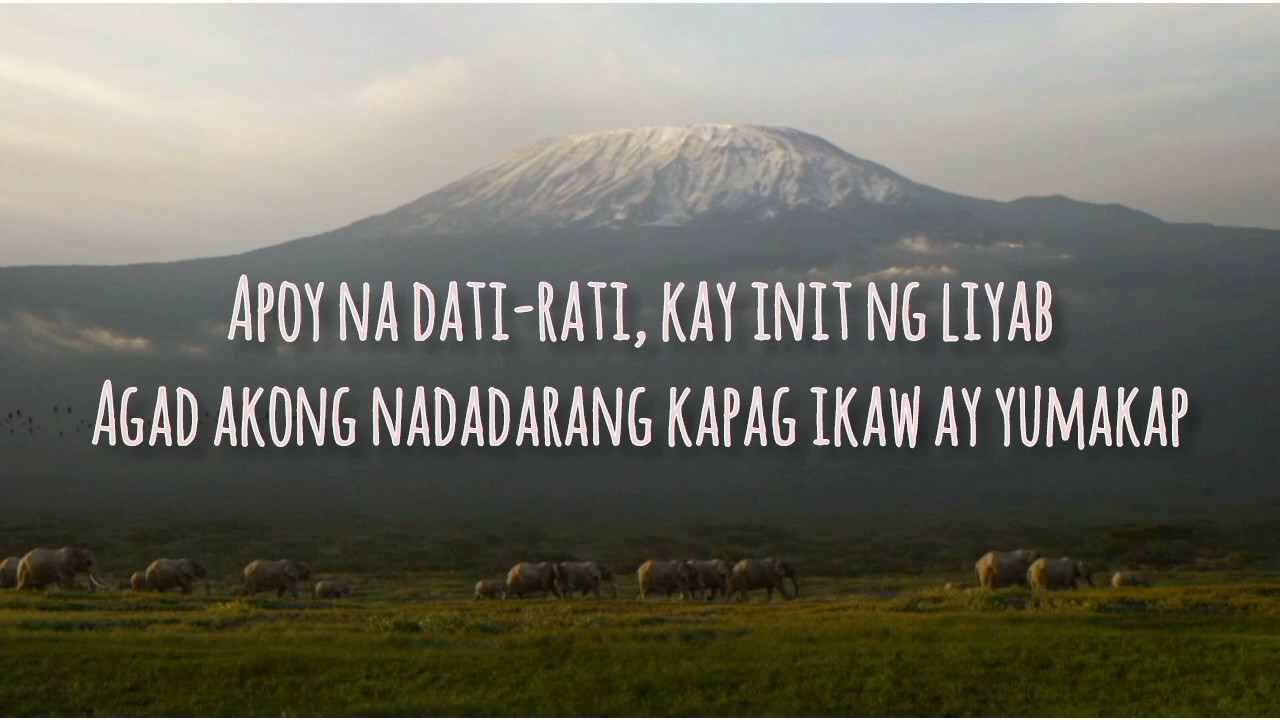 Apoy na dati-rati, kay init ng liyab
Agad akong nadadarang kapag ikaw ay yumakap